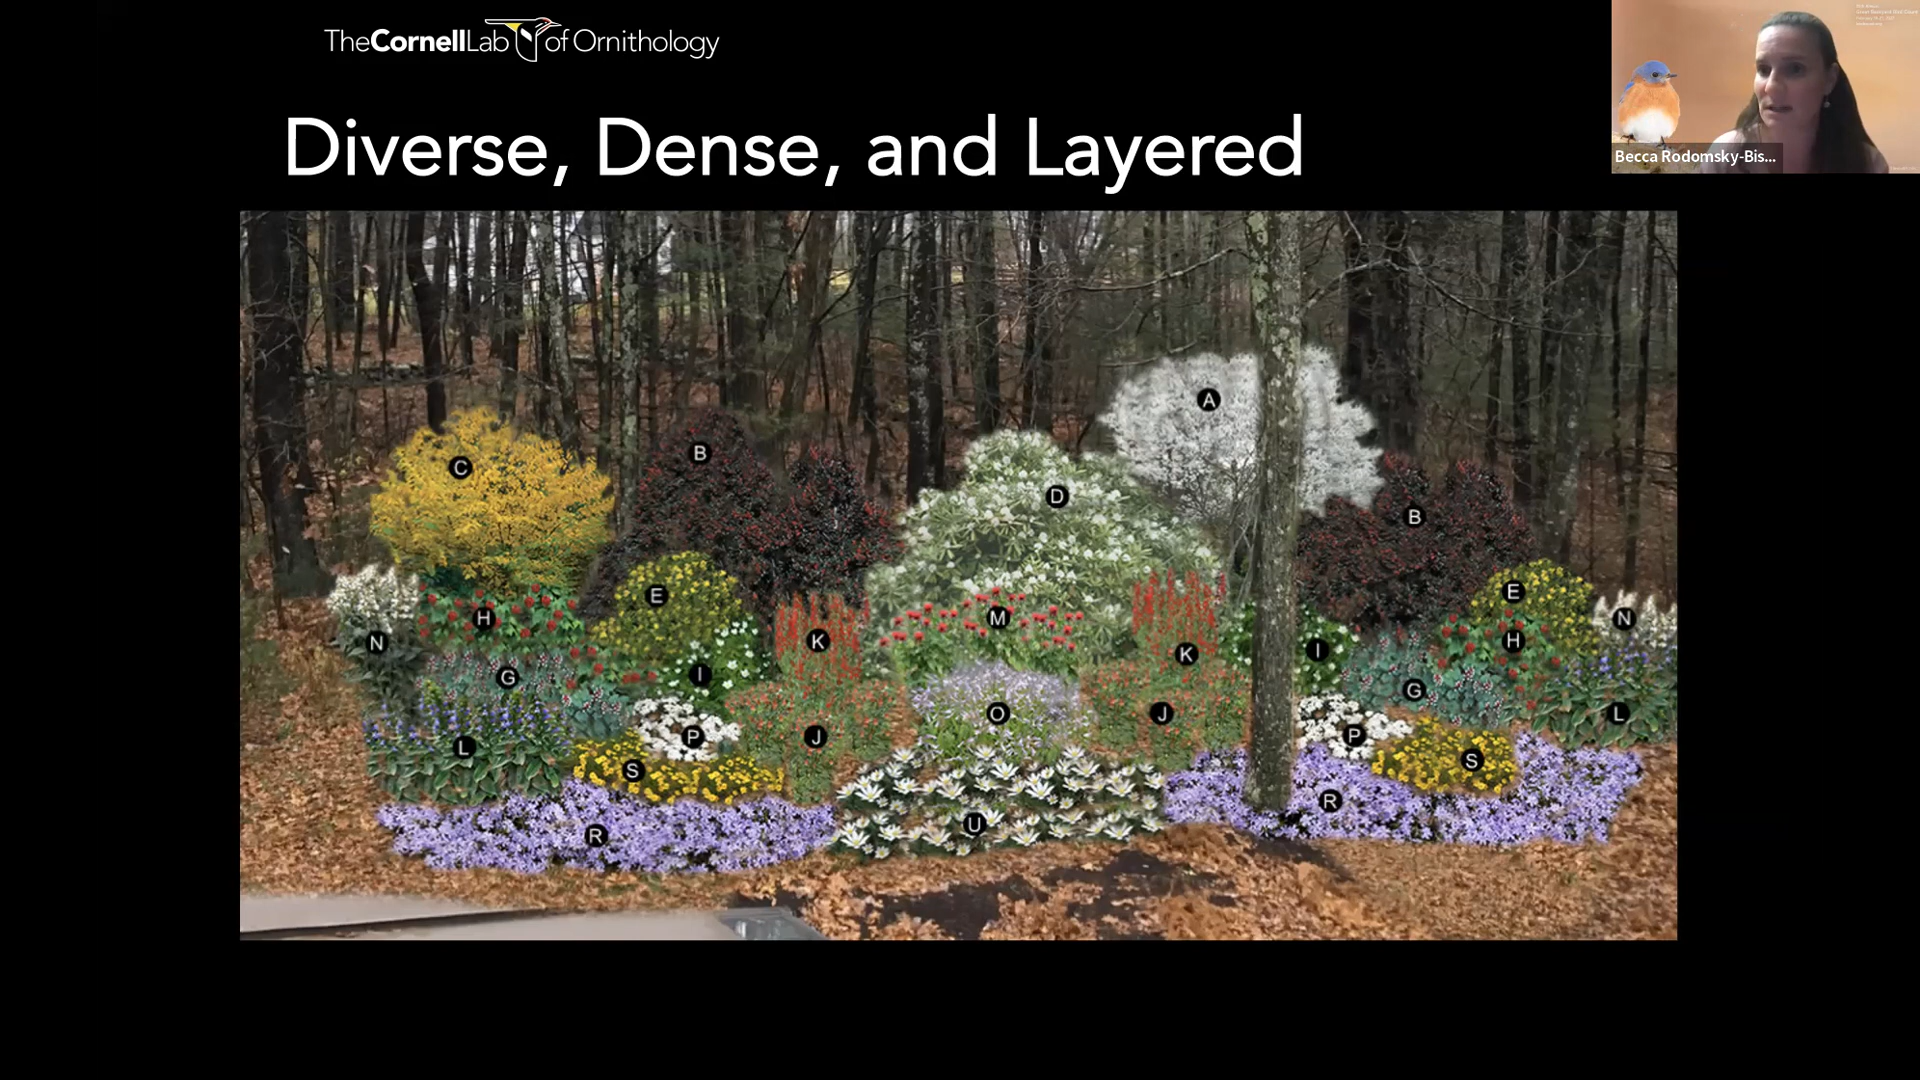 TheCornellLab of Ornithology
Diverse, Dense, and Layered
Becca Rodomsky-Bis...
A
C
B
D
B
E
E
H
N
M
N
K
H
I
K
I
G
G
O
J
L
P
J
P
L
S
S
R
U
R